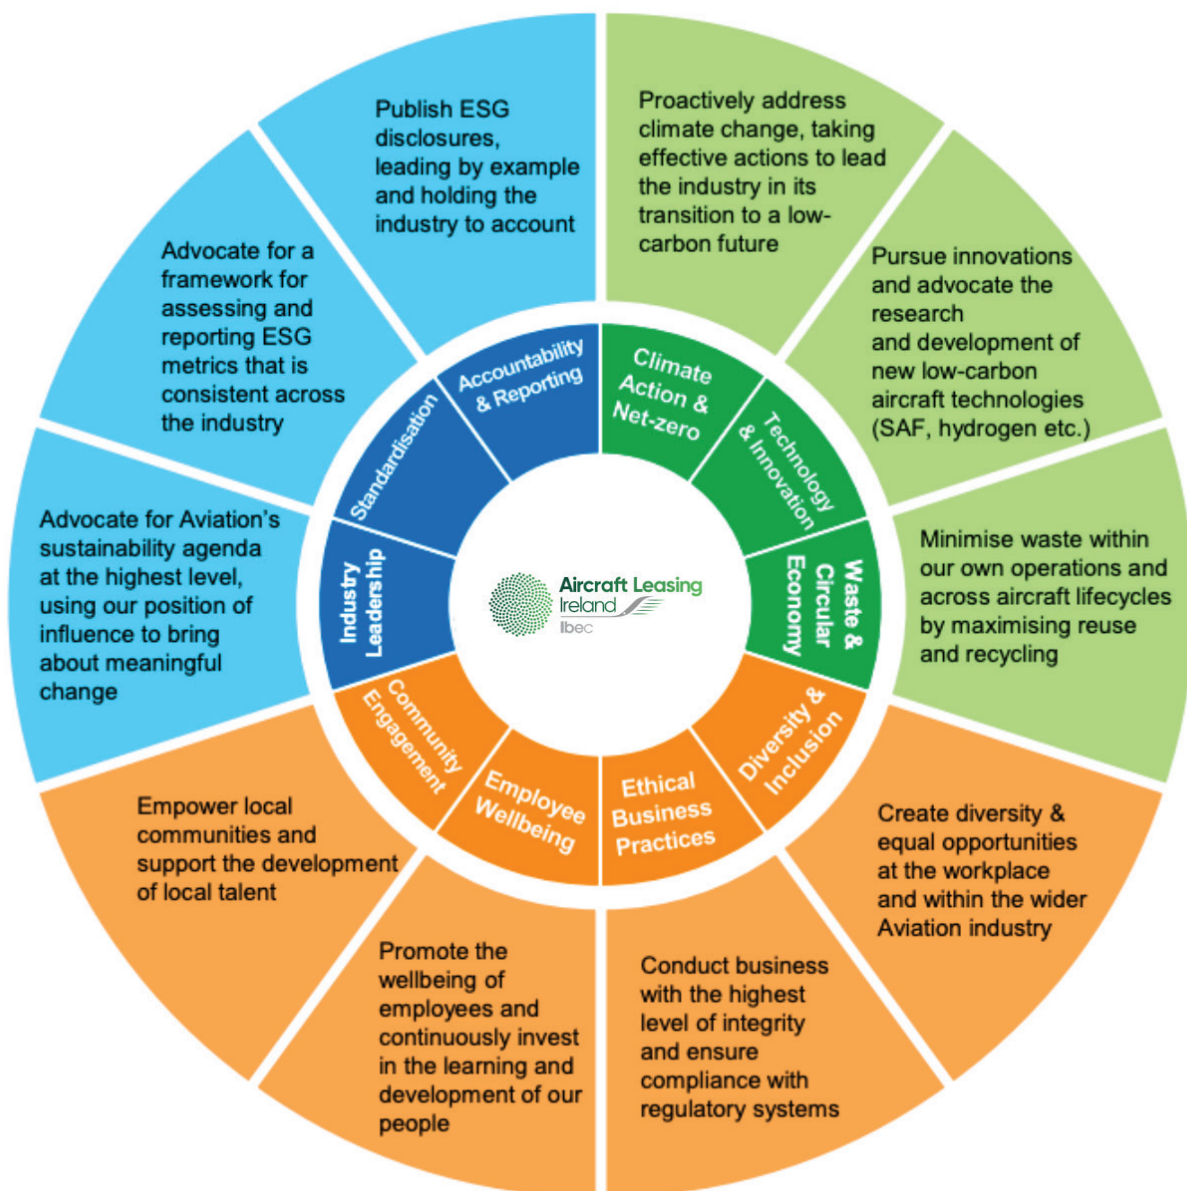 Publish ESG
disclosures,
leading by example
and holding the
industry to account
Proactively address
climate change, taking
effective actions to lead
the industry in its
transition to a low-
carbon future
Pursue innovations
and advocate the
research
and development of
new low-carbon
aircraft technologies
(SAF, hydrogen etc.)
Minimise waste within
our own operations and
across aircraft lifecycles
by maximising reuse
and recycling
Create diversity &
equal opportunities
at the workplace
and within the wider
Aviation industry
Conduct business
with the highest
level of integrity
and ensure
compliance with
regulatory systems
Promote the
wellbeing of
employees and
continuously invest
in the learning and
development of our
people
Empower local
communities and
support the development
of local talent
Advocate for Aviation's
sustainability agenda
at the highest level,
using our position of
influence to bring
about meaningful
change
Advocate for a
framework for
assessing and
reporting ESG
metrics that is
consistent across
the industry
Accountability
& Reporting
Climate
Action &
Net-zero
Technology
& Innovation
Waste &
Circular
Economy
Diversity &
Inclusion
Ethical
Business
Practices
Employee
Wellbeing
Community
Engagement
Industry
Leadership
Standardisation
Aircraft Leasing
Ireland
Ibec